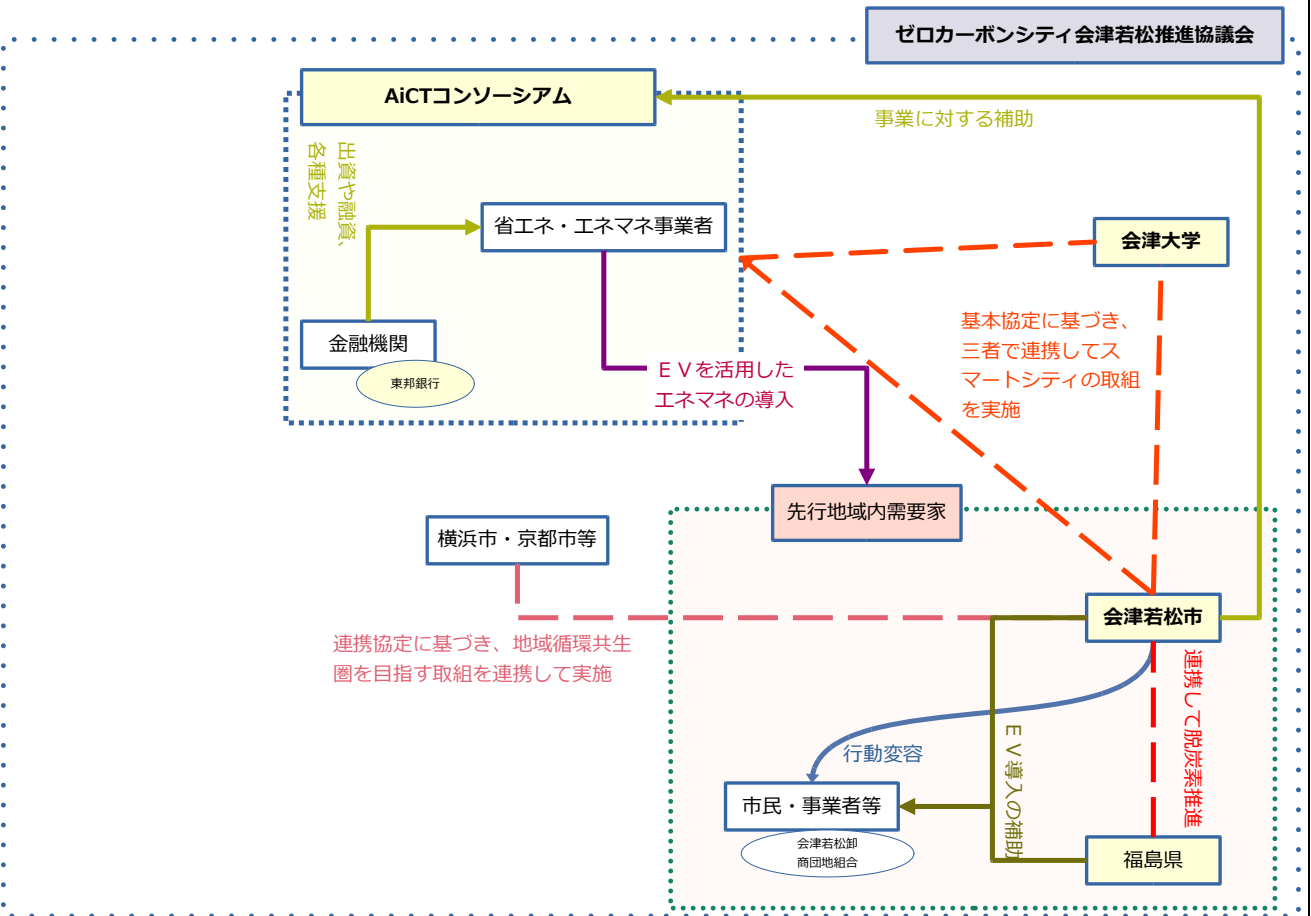 ゼロカーボンシティ会津若松推進協議会
AiCTコンソーシアム
事業に対する補助
出資や融資、
各種支援
省エネ・エネマネ事業者
会津大学
金融機関
東邦銀行
基本協定に基づき、
三者で連携してス
マートシティの取組
を実施
ＥＶを活用した
エネマネの導入
先行地域内需要家
横浜市・京都市等
会津若松市
連携協定に基づき、地域循環共生
圏を目指す取組を連携して実施
連携して脱炭素推進
行動変容
ＥＶ導入の補助
市民・事業者等
会津若松卸
商団地組合
福島県